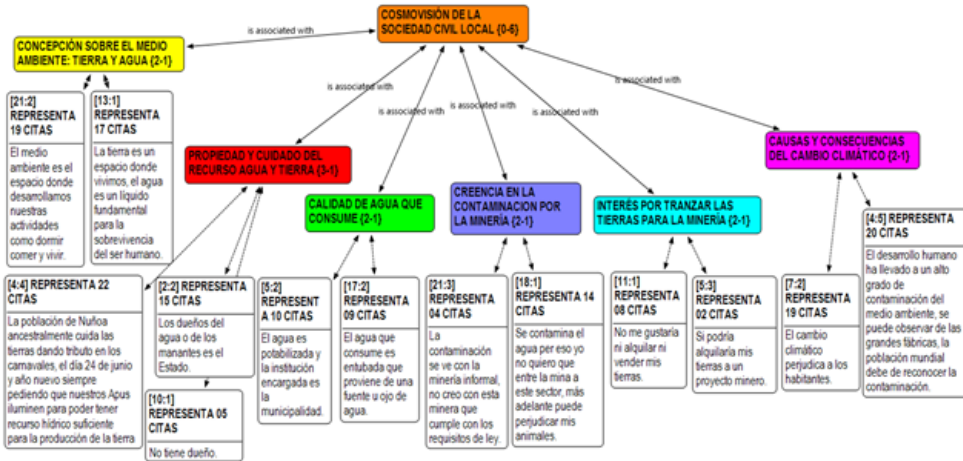 COSMOVISIÓN DE LA
SOCIEDAD CIVIL LOCAL {0-6}
is associated with
CONCEPCIÓN SOBRE EL MEDIO
AMBIENTE: TIERRA Y AGUA {2-1}
is associated with
is associated with
is associated with
is associated with
is associated with
[21:2]
REPRESENTA
19 CITAS
El medio
ambiente es el
espacio donde
desarrollamos
nuestras
actividades
como dormir
comer y vivir.
[13:1]
REPRESENTA
17 CITAS
La tierra es un
espacio donde
vivimos, el agua
es un líquido
fundamental
para la
sobrevivencia
del ser humano.
PROPIEDAD Y CUIDADO DEL
RECURSO AGUA Y TIERRA {3-1}
CALIDAD DE AGUA QUE
CONSUME {2-1}
CREENCIA EN LA
CONTAMINACION POR
LA MINERÍA {2-1}
INTERÉS POR TRANZAR LAS
TIERRAS PARA LA MINERÍA {2-1}
CAUSAS Y CONSECUENCIAS
DEL CAMBIO CLIMÁTICO {2-1}
[4:4] REPRESENTA 22
CITAS
La población de Nuñoa
ancestralmente cuida las
tierras dando tributo en los
carnavales, el día 24 de junio
y año nuevo siempre
pediendo que nuestros Apus
iluminen para poder tener
recurso hídrico suficiente
para la producción de la tierra
[2:2] REPRESENTA
15 CITAS
Los dueños del
agua o de los
manantes es el
Estado.
[10:1]
REPRESENTA 05
CITAS
No tiene dueño.
[5:2]
REPRESENT
A 10 CITAS
El agua es
potabilizada y
la institución
encargada es
la
municipalidad.
[17:2]
REPRESENTA
09 CITAS
El agua que
consume es
entubada que
proviene de una
fuente u ojo de
agua.
[21:3]
REPRESENTA
04 CITAS
La
contaminación
se ve con la
minería informal,
no creo con esta
minera que
cumple con los
requisitos de ley.
[18:1]
REPRESENTA 14
CITAS
Se contamina el
agua per eso yo
no quiero que
entre la mina a
este sector, más
adelante puede
perjudicar mis
animales.
[11:1]
REPRESENTA
08 CITAS
No me gustaría
ni alquilar ni
vender mis
tierras.
[5:3]
REPRESENTA
02 CITAS
Si podría
alquilaría mis
tierras a un
proyecto minero.
[7:2]
REPRESENTA
19 CITAS
El cambio
climático
perjudica a los
habitantes.
[4:5] REPRESENTA
20 CITAS
El desarrollo humano
ha llevado a un alto
grado de
contaminación del
medio ambiente, se
puede observar de las
grandes fábricas, la
población mundial
debe de reconocer la
contaminación.